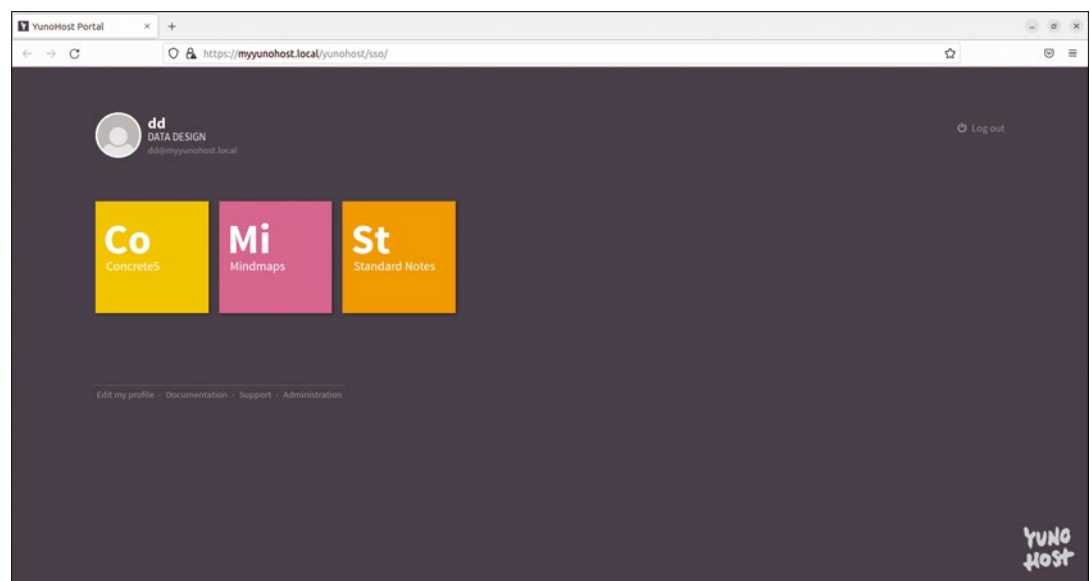 YunoHost Portal
https://myyunohost.local/yunohost/sso/
dd
DATA DESIGN
dd@myyunohost.local
Log out
Co
Concrete5
Mi
Mindmaps
St
Standard Notes
Edit my profile - Documentation - Support - Administration
YUNO
HOST